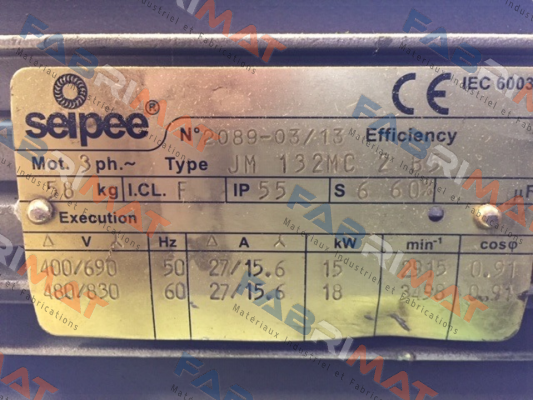 seipee®
CE IEC 6003
N° 2089-03/13 Efficiency
Mot. 3 ph.~ Type JM 132MC 2
58 kg I.CL. F IP 55 S 6 60% µF
Execution
Δ V Hz Δ A kW min⁻¹ cosφ
400/690 50 27/15.6 15 2915 0.91
480/830 60 27/15.6 18 0.91
FABRIMAT
Matériaux Industriel et Fabrications